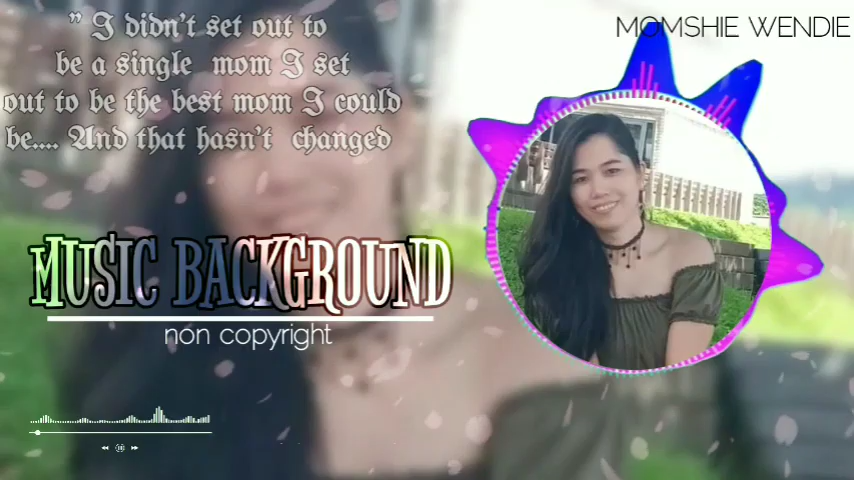 " I didn't set out to
be a single mom I set
out to be the best mom I could
be.... And that hasn't changed
MOMSHIE WENDIE
MUSIC BACKGROUND
non copyright